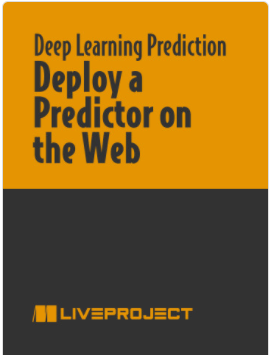 Deep Learning Prediction
Deploy a
Predictor on
the Web
LIVEPROJECT